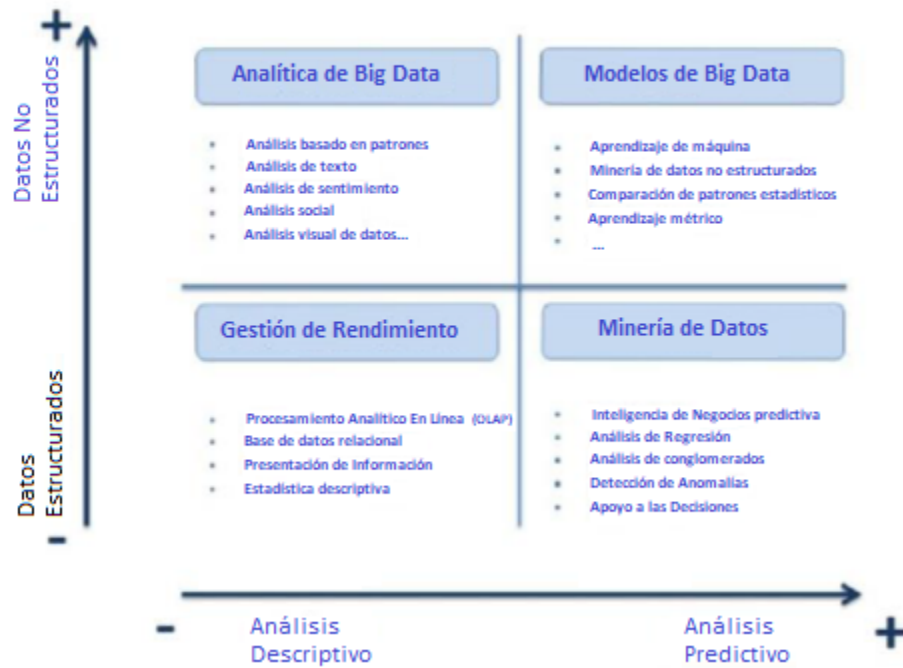 +
Datos No
Estructurados
Analítica de Big Data
• Análisis basado en patrones
• Análisis de texto
• Análisis de sentimiento
• Análisis social
• Análisis visual de datos...
Modelos de Big Data
• Aprendizaje de máquina
• Minería de datos no estructurados
• Comparación de patrones estadísticos
• Aprendizaje métrico
• ...
Datos
Estructurados
-
Gestión de Rendimiento
• Procesamiento Analítico En Línea (OLAP)
• Base de datos relacional
• Presentación de Información
• Estadística descriptiva
Minería de Datos
• Inteligencia de Negocios predictiva
• Análisis de Regresión
• Análisis de conglomerados
• Detección de Anomalías
• Apoyo a las Decisiones
-
Análisis
Descriptivo
Análisis
Predictivo
+